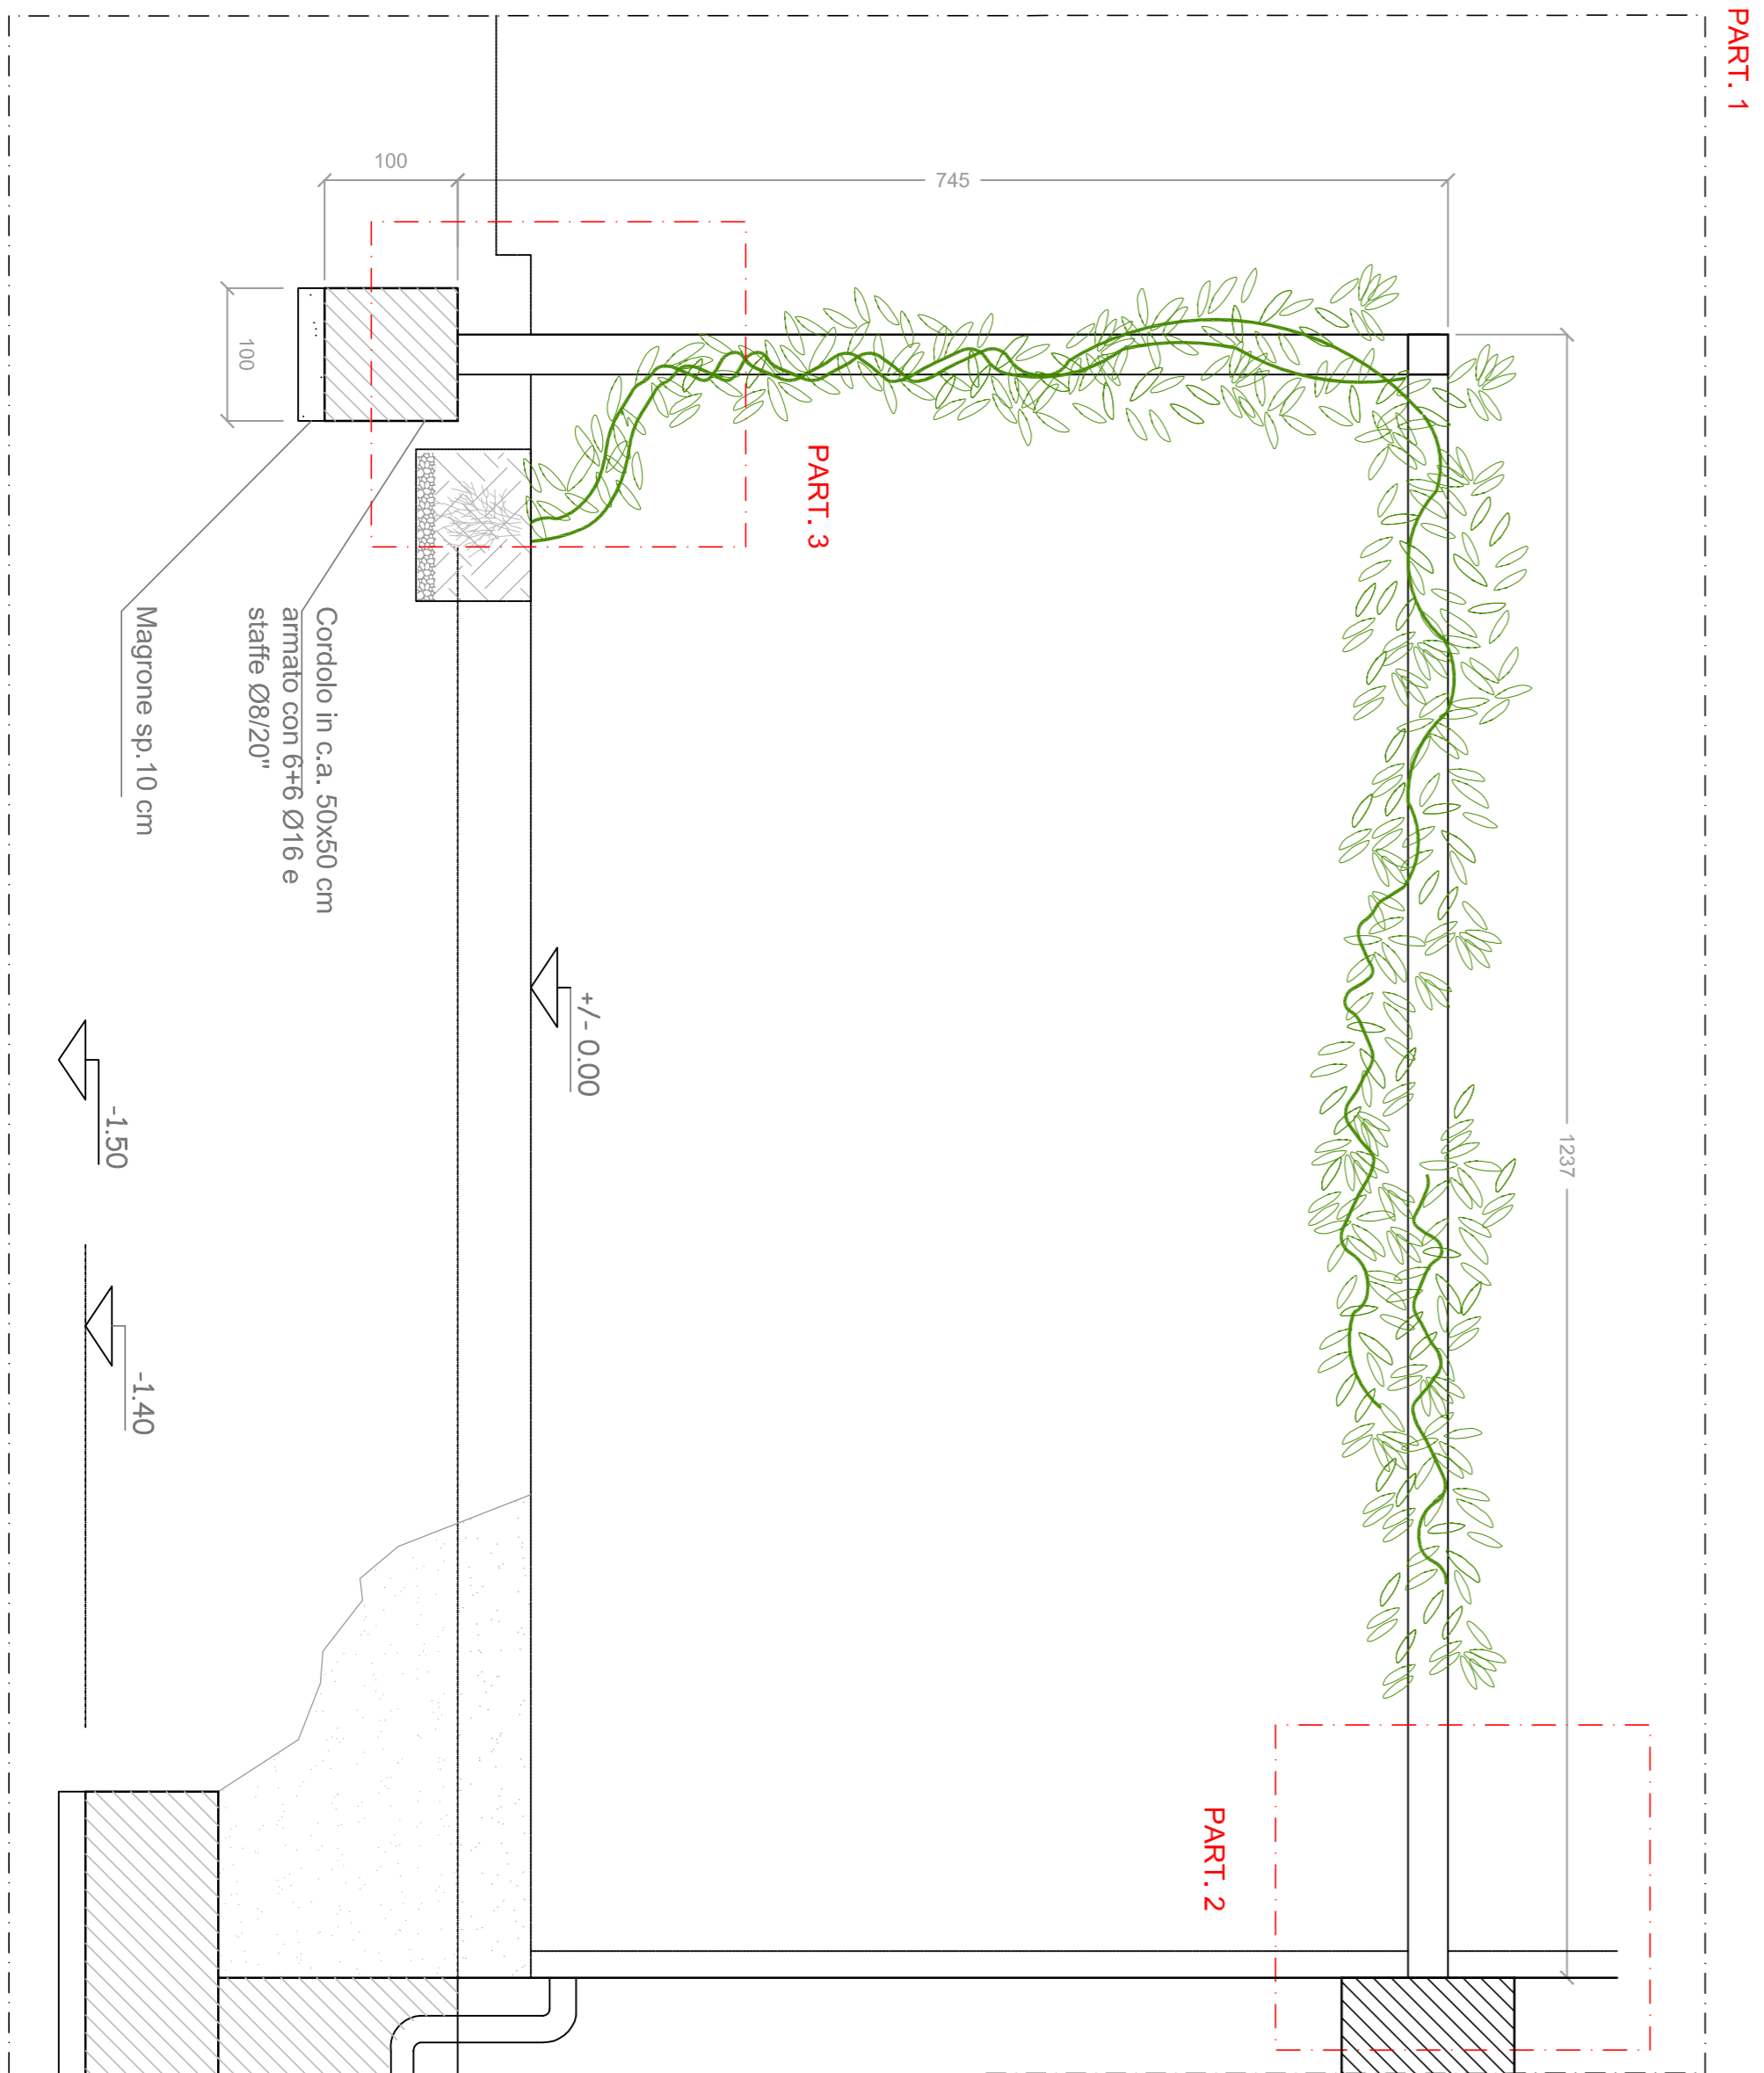 PART. 1
1237
745
100
100
PART. 3
PART. 2
+/- 0.00
Cordolo in c.a. 50x50 cm
armato con 6+6 Ø16 e
staffe Ø8/20"
Magrone sp.10 cm
-1.50
-1.40